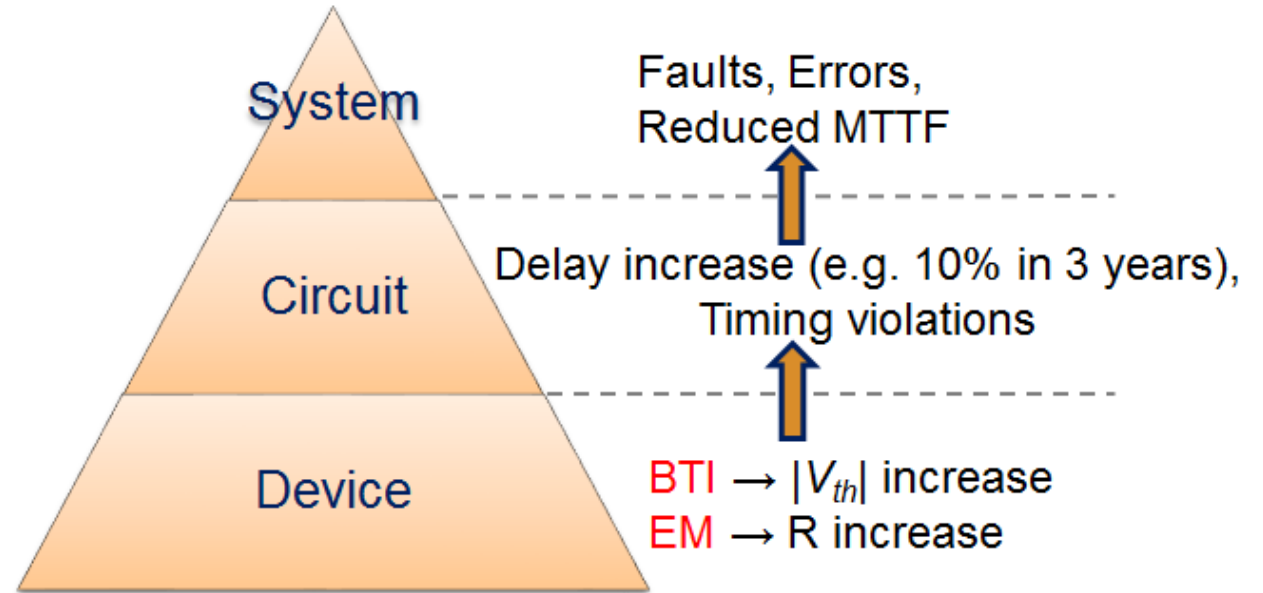 System
Faults, Errors,
Reduced MTTF
Circuit
Delay increase (e.g. 10% in 3 years),
Timing violations
Device
BTI → |Vth| increase
EM → R increase